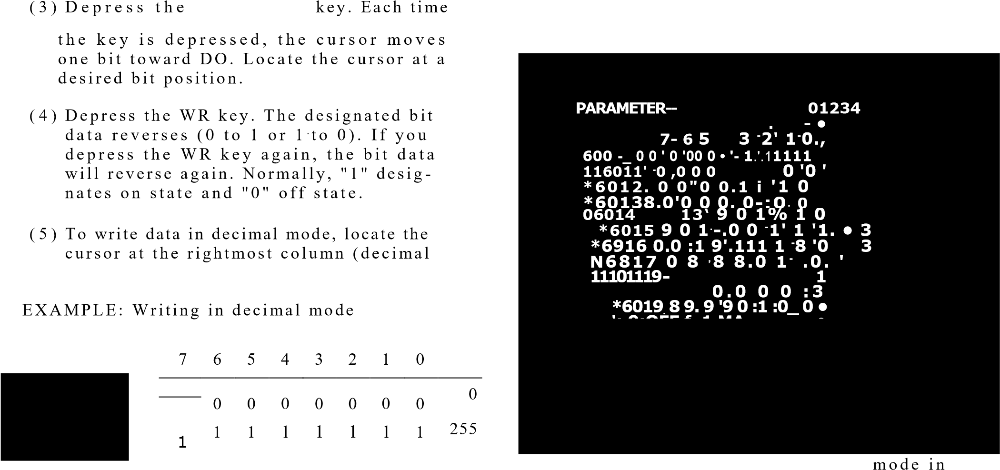 (3) Depress the key. Each time
the key is depressed, the cursor moves
one bit toward DO. Locate the cursor at a
desired bit position.
(4) Depress the WR key. The designated bit
data reverses (0 to 1 or 1 to 0). If you
depress the WR key again, the bit data
will reverse again. Normally, "1" desig-
nates on state and "0" off state.
(5) To write data in decimal mode, locate the
cursor at the rightmost column (decimal
EXAMPLE: Writing in decimal mode
7 6 5 4 3 2 1 0
0 0 0 0 0 0 0 0
1 1 1 1 1 1 1 1 255
PARAMETER-- 01234
. - •
7- 6 5 3 -2' 1-0.,
600 -_ 0 0 ' 0 '00 0 • '- 1.'.11111
116011' -0 ,0 0 0 0 '0 '
*6012. 0 0"0 0.1 i '1 0
*60138.0'0 0 0. 0-:0. 0
06014 13' 9 0 1% 1 0
*6015 9 0 1·-.0 0 -1' 1 '1. • 3
*6916 0.0 :1 9'.111 1 -8 '0 3
N6817 0 8 ,8 8.0 1- .0. '
11101119- 1
0.0 0 0 :3
*6019.89.9'90:1:0_0•
mode in